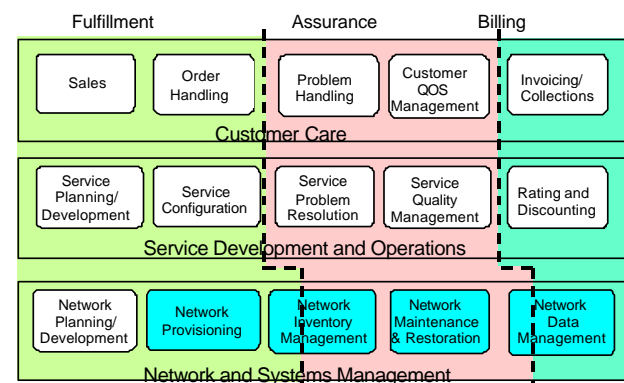 Fulfillment Assurance Billing
Sales
Order
Handling
Problem
Handling
Customer
QOS
Management
Invoicing/
Collections
Customer Care
Service
Planning/
Development
Service
Configuration
Service
Problem
Resolution
Service
Quality
Management
Rating and
Discounting
Service Development and Operations
Network
Planning/
Development
Network
Provisioning
Network
Inventory
Management
Network
Maintenance
& Restoration
Network
Data
Management
Network and Systems Management